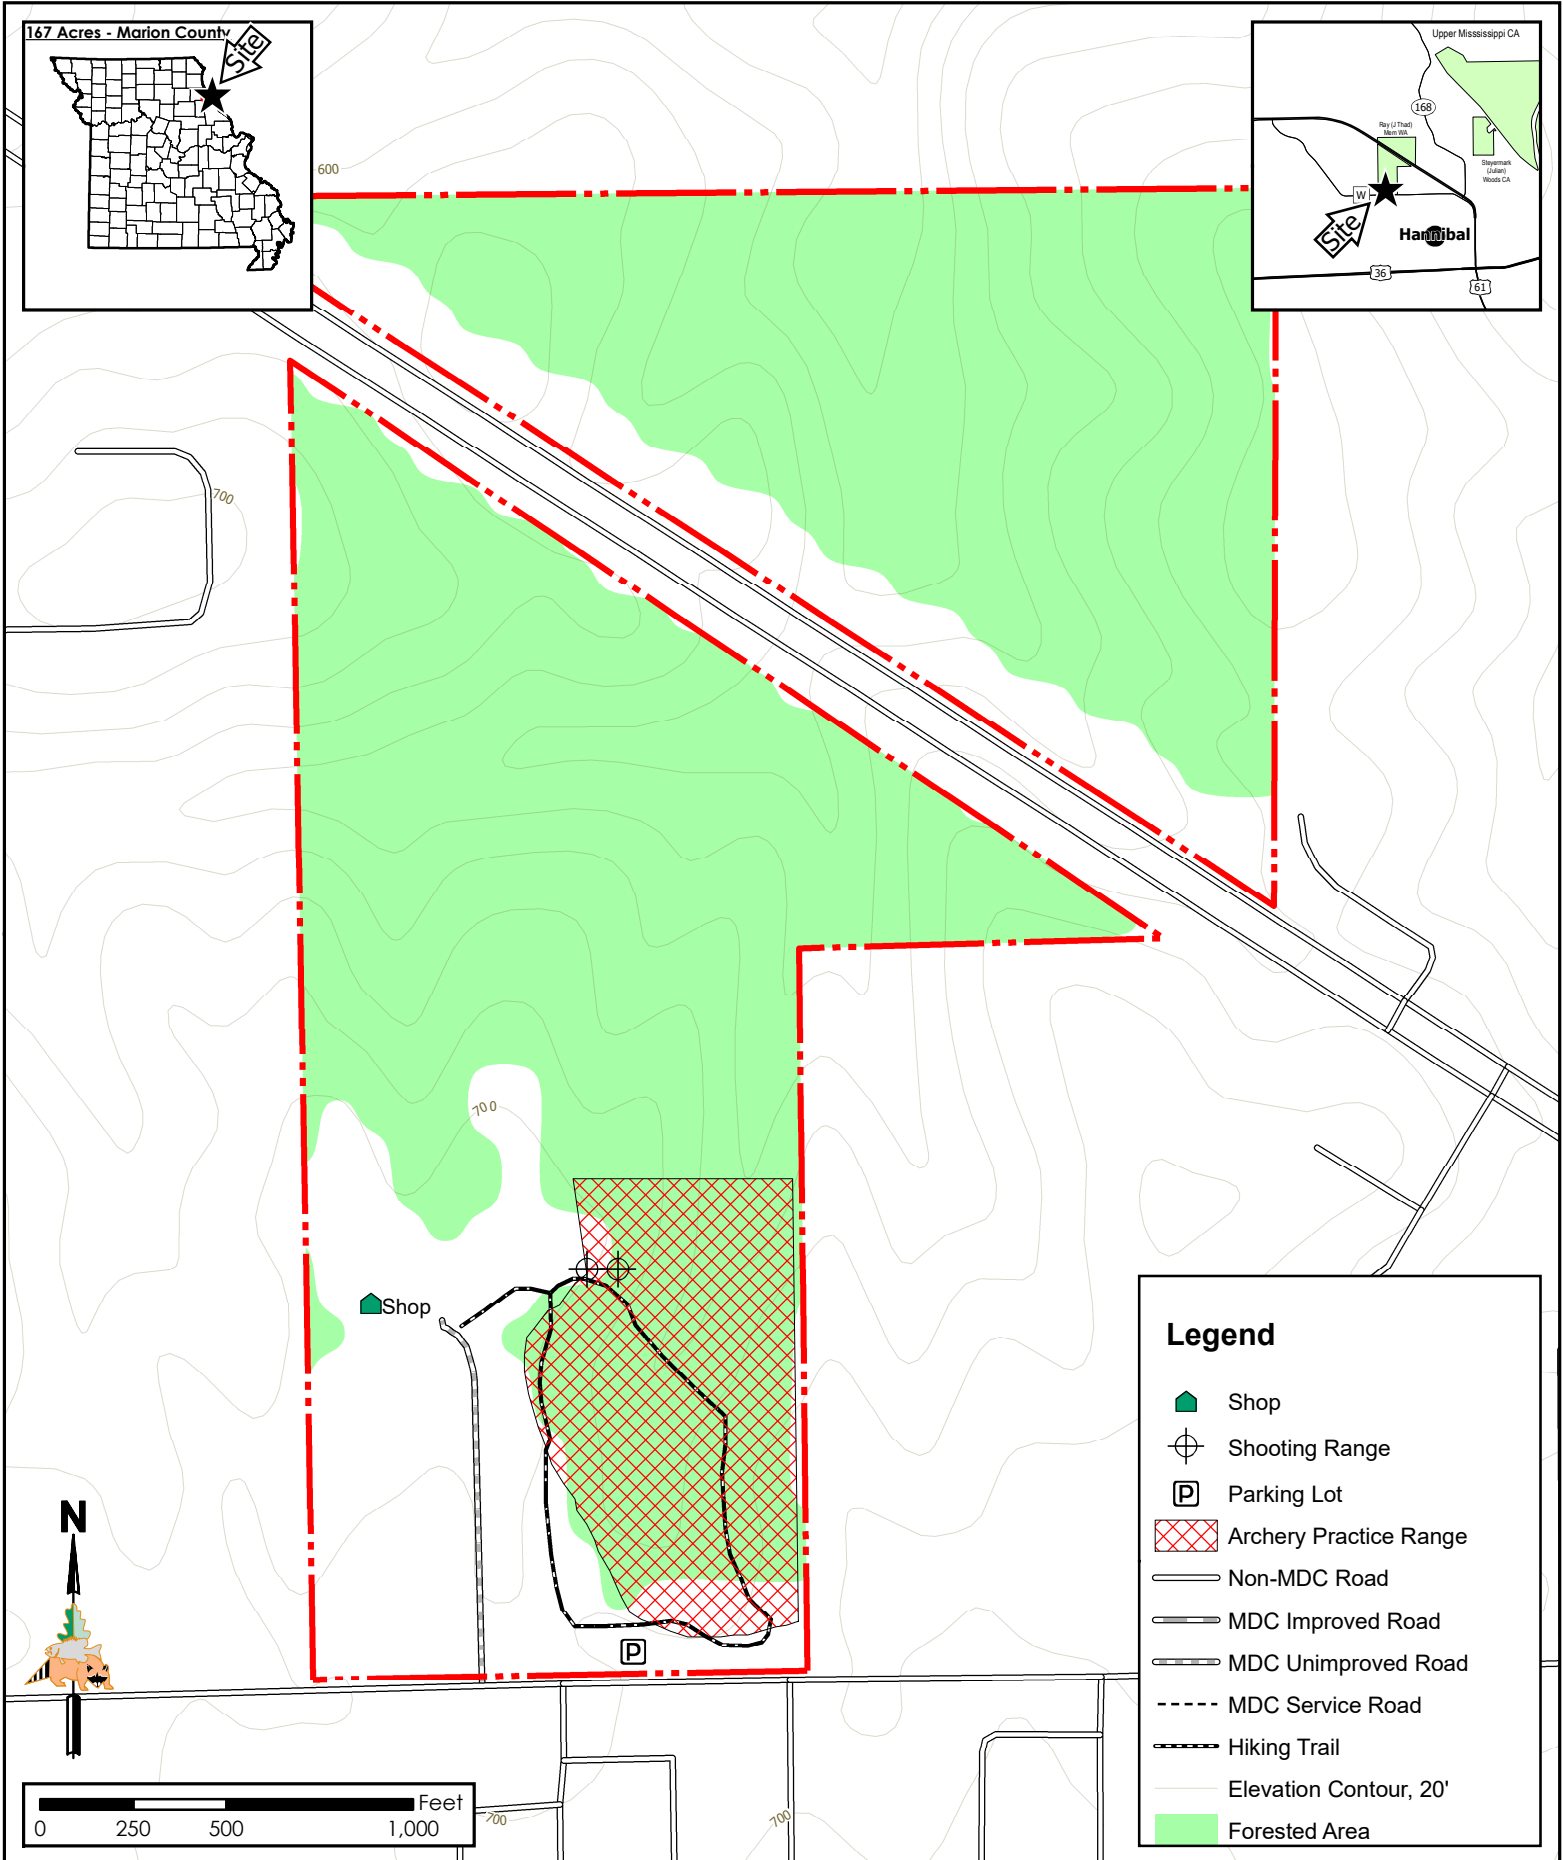 167 Acres - Marion County
Site
Upper Misssissippi CA
168
Ray (J Thad)
Mem WA
Steyermark
(Julian)
Woods CA
W
Site
Hannibal
36
61
600
700
700
Shop
P
N
Feet
0 250 500 1,000
700
700
Legend
Shop
Shooting Range
P Parking Lot
Archery Practice Range
Non-MDC Road
MDC Improved Road
MDC Unimproved Road
MDC Service Road
Hiking Trail
Elevation Contour, 20'
Forested Area